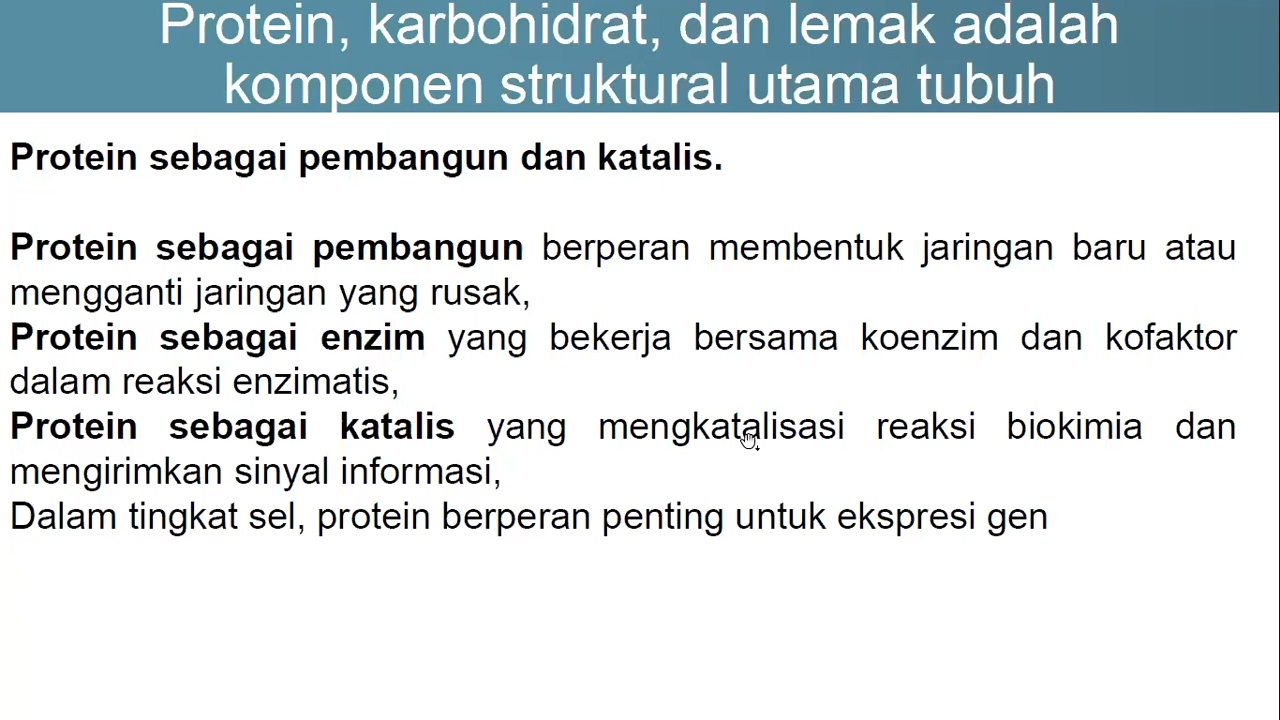 Protein, karbohidrat, dan lemak adalah
komponen struktural utama tubuh
Protein sebagai pembangun dan katalis.
Protein sebagai pembangun berperan membentuk jaringan baru atau
mengganti jaringan yang rusak,
Protein sebagai enzim yang bekerja bersama koenzim dan kofaktor
dalam reaksi enzimatis,
Protein sebagai katalis yang mengkatalisasi reaksi biokimia dan
mengirimkan sinyal informasi,
Dalam tingkat sel, protein berperan penting untuk ekspresi gen